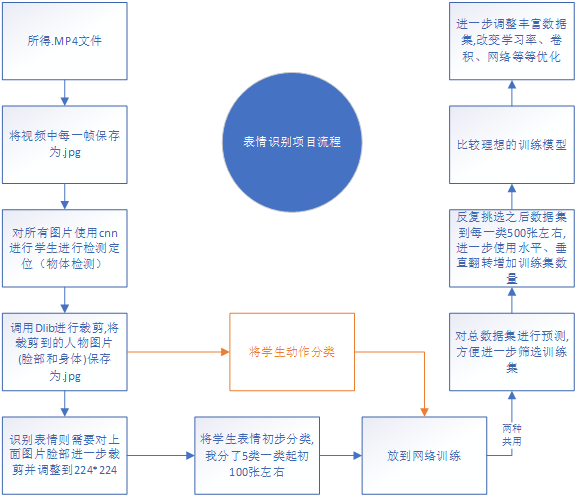 所得.MP4文件
将视频中每一帧保存
为.jpg
对所有图片使用cnn
进行学生进行检测定
位（物体检测）
调用Dlib进行裁剪,将
裁剪到的人物图片
(脸部和身体)保存
为.jpg
识别表情则需要对上
面图片脸部进一步裁
剪并调整到224*224
表情识别项目流程
将学生动作分类
将学生表情初步分类,
我分了5类一类起初
100张左右
放到网络训练
两种
共用
对总数据集进行预测,
方便进一步筛选训练
集
反复挑选之后数据集
到每一类500张左右,
进一步使用水平、垂
直翻转增加训练集数
量
比较理想的训练模型
进一步调整丰富数据
集,改变学习率、卷
积、网络等等优化